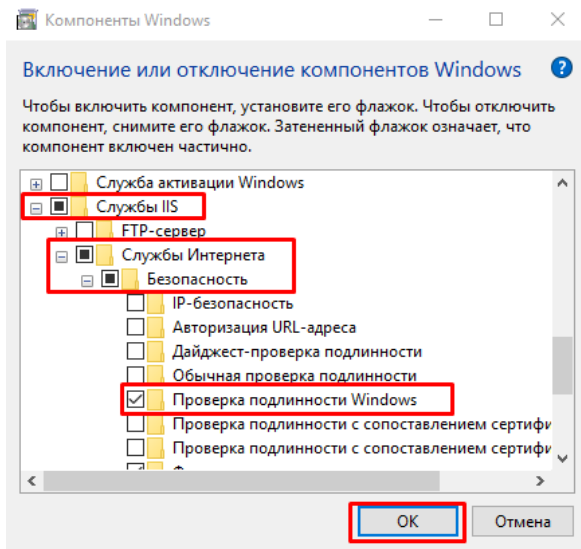 Компоненты Windows
Включение или отключение компонентов Windows
?
Чтобы включить компонент, установите его флажок. Чтобы отключить
компонент, снимите его флажок. Затененный флажок означает, что
компонент включен частично.
Служба активации Windows
Службы IIS
FTP-сервер
Службы Интернета
Безопасность
IP-безопасность
Авторизация URL-адреса
Дайджест-проверка подлинности
Обычная проверка подлинности
Проверка подлинности Windows
Проверка подлинности с сопоставлением сертифи
Проверка подлинности с сопоставлением сертифи
OK
Отмена